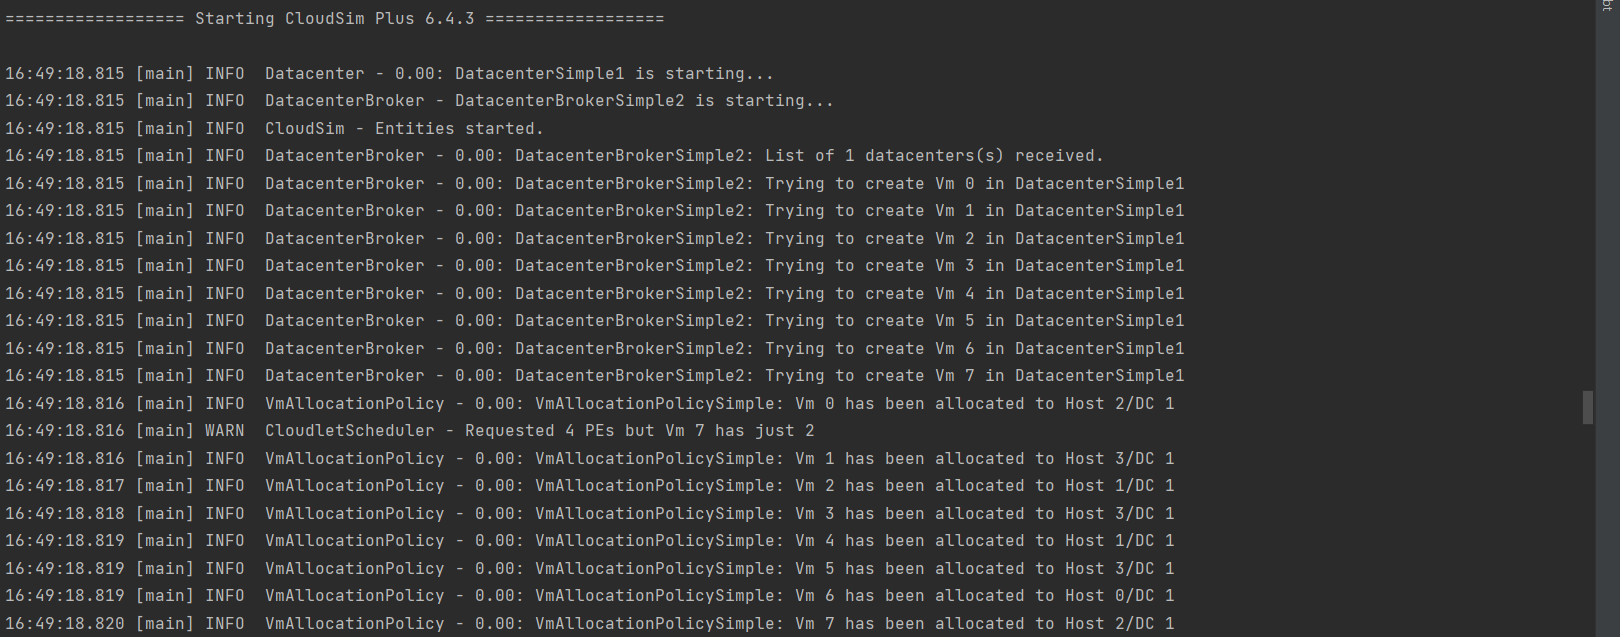 ================== Starting CloudSim Plus 6.4.3 ==================
16:49:18.815 [main] INFO  Datacenter - 0.00: DatacenterSimple1 is starting...
16:49:18.815 [main] INFO  DatacenterBroker - DatacenterBrokerSimple2 is starting...
16:49:18.815 [main] INFO  CloudSim - Entities started.
16:49:18.815 [main] INFO  DatacenterBroker - 0.00: DatacenterBrokerSimple2: List of 1 datacenters(s) received.
16:49:18.815 [main] INFO  DatacenterBroker - 0.00: DatacenterBrokerSimple2: Trying to create Vm 0 in DatacenterSimple1
16:49:18.815 [main] INFO  DatacenterBroker - 0.00: DatacenterBrokerSimple2: Trying to create Vm 1 in DatacenterSimple1
16:49:18.815 [main] INFO  DatacenterBroker - 0.00: DatacenterBrokerSimple2: Trying to create Vm 2 in DatacenterSimple1
16:49:18.815 [main] INFO  DatacenterBroker - 0.00: DatacenterBrokerSimple2: Trying to create Vm 3 in DatacenterSimple1
16:49:18.815 [main] INFO  DatacenterBroker - 0.00: DatacenterBrokerSimple2: Trying to create Vm 4 in DatacenterSimple1
16:49:18.815 [main] INFO  DatacenterBroker - 0.00: DatacenterBrokerSimple2: Trying to create Vm 5 in DatacenterSimple1
16:49:18.815 [main] INFO  DatacenterBroker - 0.00: DatacenterBrokerSimple2: Trying to create Vm 6 in DatacenterSimple1
16:49:18.815 [main] INFO  DatacenterBroker - 0.00: DatacenterBrokerSimple2: Trying to create Vm 7 in DatacenterSimple1
16:49:18.816 [main] INFO  VmAllocationPolicy - 0.00: VmAllocationPolicySimple: Vm 0 has been allocated to Host 2/DC 1
16:49:18.816 [main] WARN  CloudletScheduler - Requested 4 PEs but Vm 7 has just 2
16:49:18.816 [main] INFO  VmAllocationPolicy - 0.00: VmAllocationPolicySimple: Vm 1 has been allocated to Host 3/DC 1
16:49:18.817 [main] INFO  VmAllocationPolicy - 0.00: VmAllocationPolicySimple: Vm 2 has been allocated to Host 1/DC 1
16:49:18.818 [main] INFO  VmAllocationPolicy - 0.00: VmAllocationPolicySimple: Vm 3 has been allocated to Host 3/DC 1
16:49:18.819 [main] INFO  VmAllocationPolicy - 0.00: VmAllocationPolicySimple: Vm 4 has been allocated to Host 1/DC 1
16:49:18.819 [main] INFO  VmAllocationPolicy - 0.00: VmAllocationPolicySimple: Vm 5 has been allocated to Host 3/DC 1
16:49:18.819 [main] INFO  VmAllocationPolicy - 0.00: VmAllocationPolicySimple: Vm 6 has been allocated to Host 0/DC 1
16:49:18.820 [main] INFO  VmAllocationPolicy - 0.00: VmAllocationPolicySimple: Vm 7 has been allocated to Host 2/DC 1